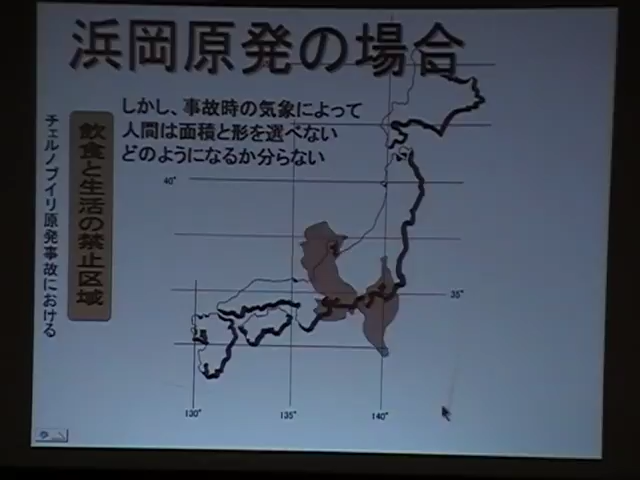 浜岡原発の場合
しかし、事故時の気象によって
人間は面積と形を選べない
どのようになるか分らない
チェルノブイリ原発事故における
飲食と生活の禁止区域
40°
35°
130°
135°
140°